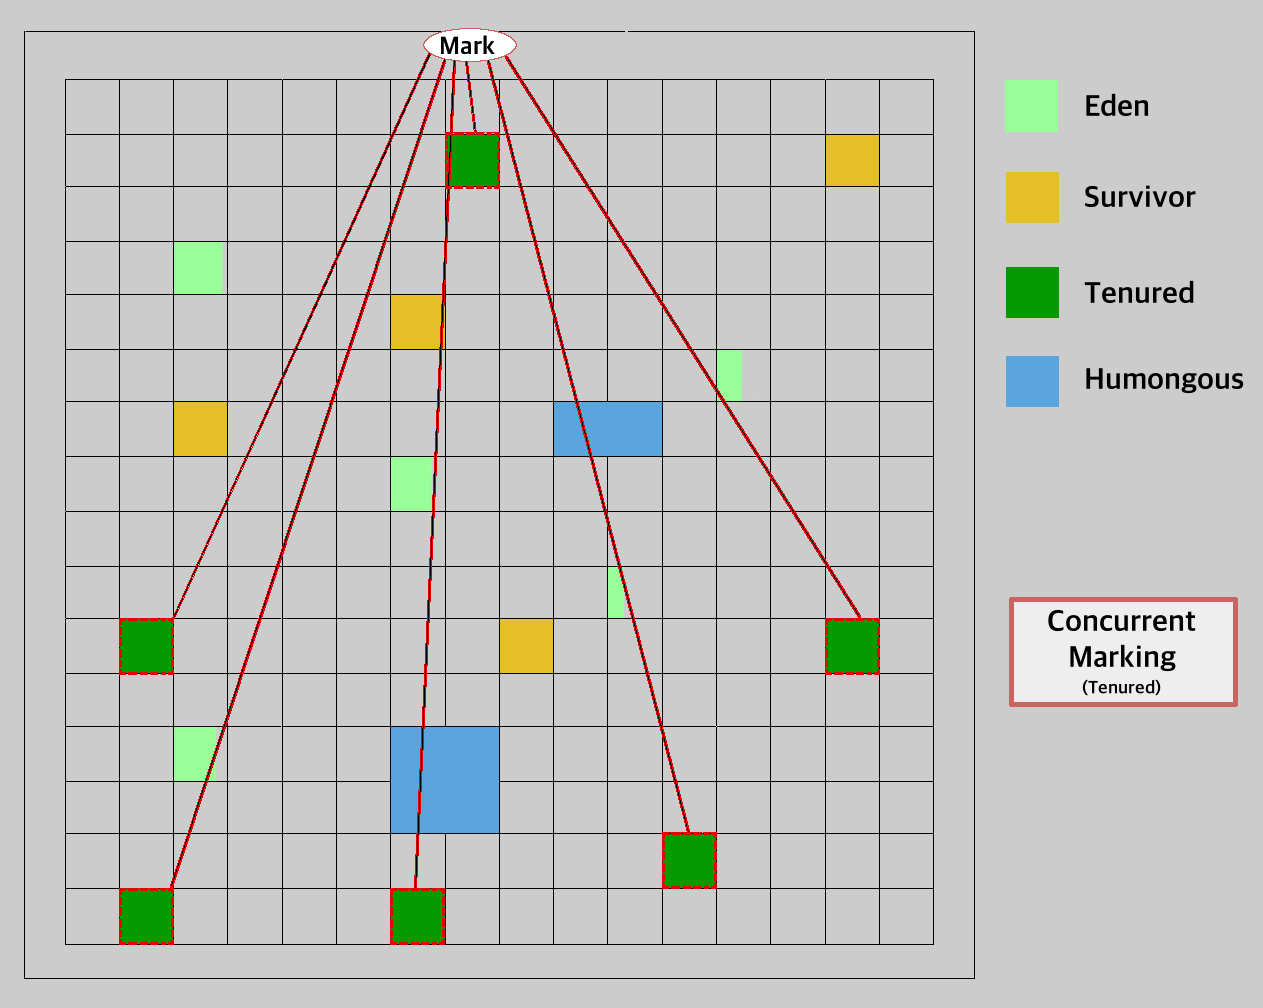 Mark
Eden
Survivor
Tenured
Humongous
Concurrent
Marking
(Tenured)